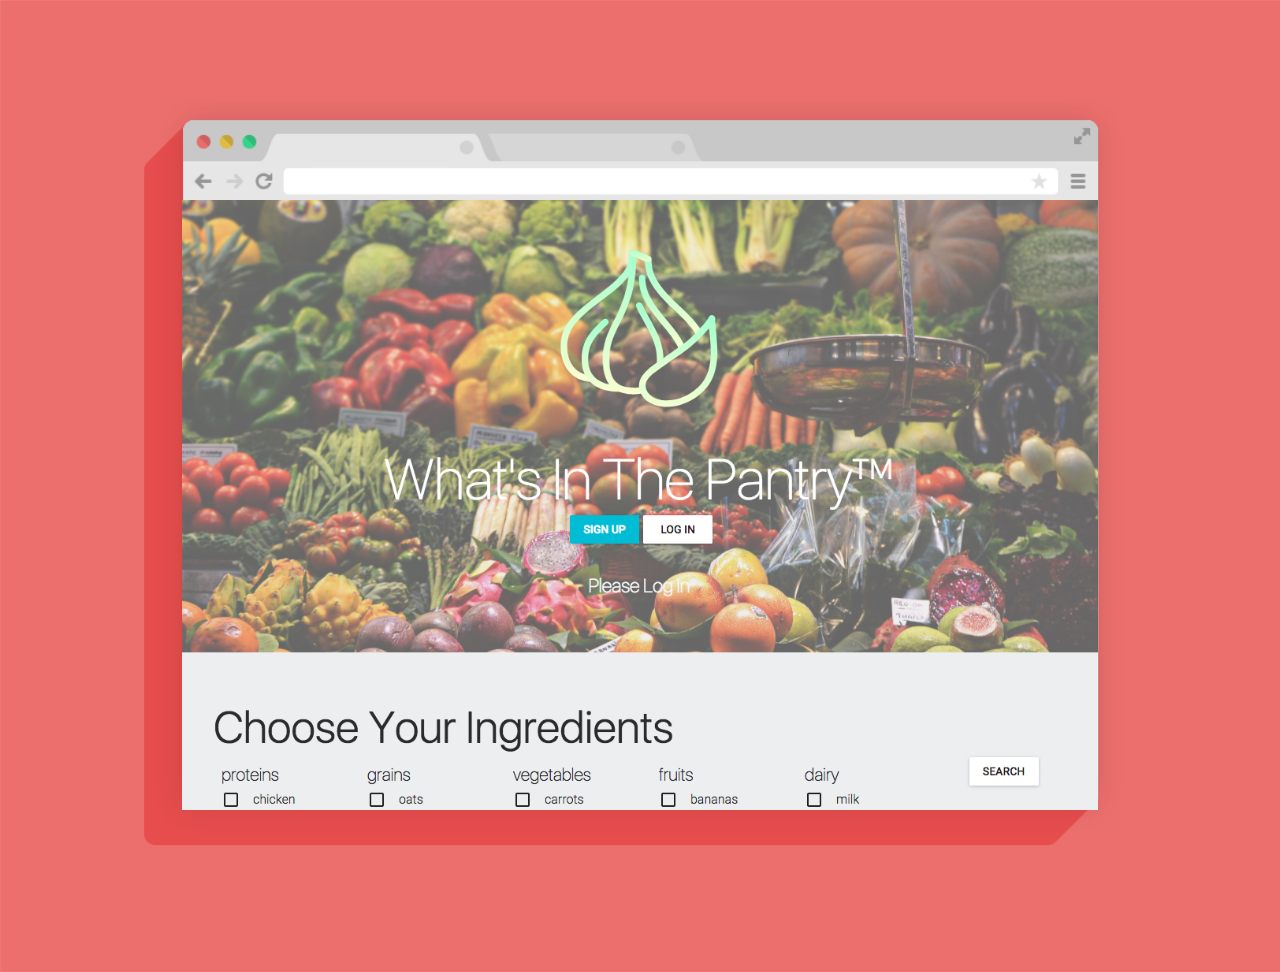 What's In The Pantry™
SIGN UP
LOG IN
Please Log In
Choose Your Ingredients
proteins
grains
vegetables
fruits
dairy
SEARCH
chicken
oats
carrots
bananas
milk